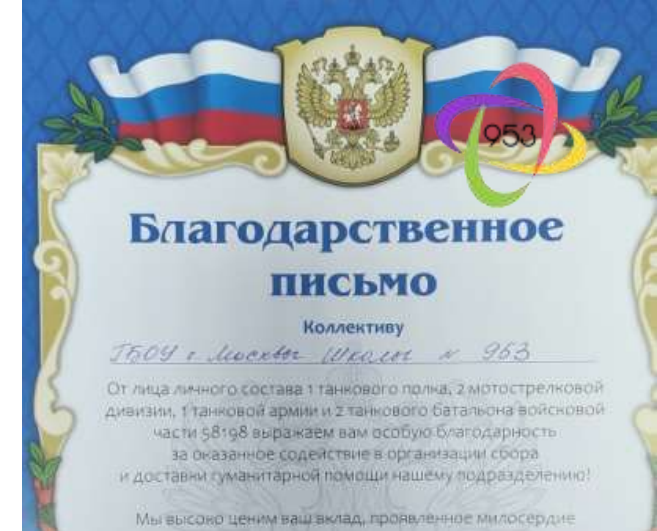 953
Благодарственное
письмо
Коллективу
ГБОУ г. Москвы Школы № 953
От лица личного состава 1 танкового полка, 2 мотострелковой
дивизии, 1 танковой армии и 2 танкового батальона войсковой
части 58198 выражаем вам особую благодарность
за оказанное содействие в организации сбора
и доставки гуманитарной помощи нашему подразделению!
Мы высоко ценим ваш вклад, проявленное милосердие